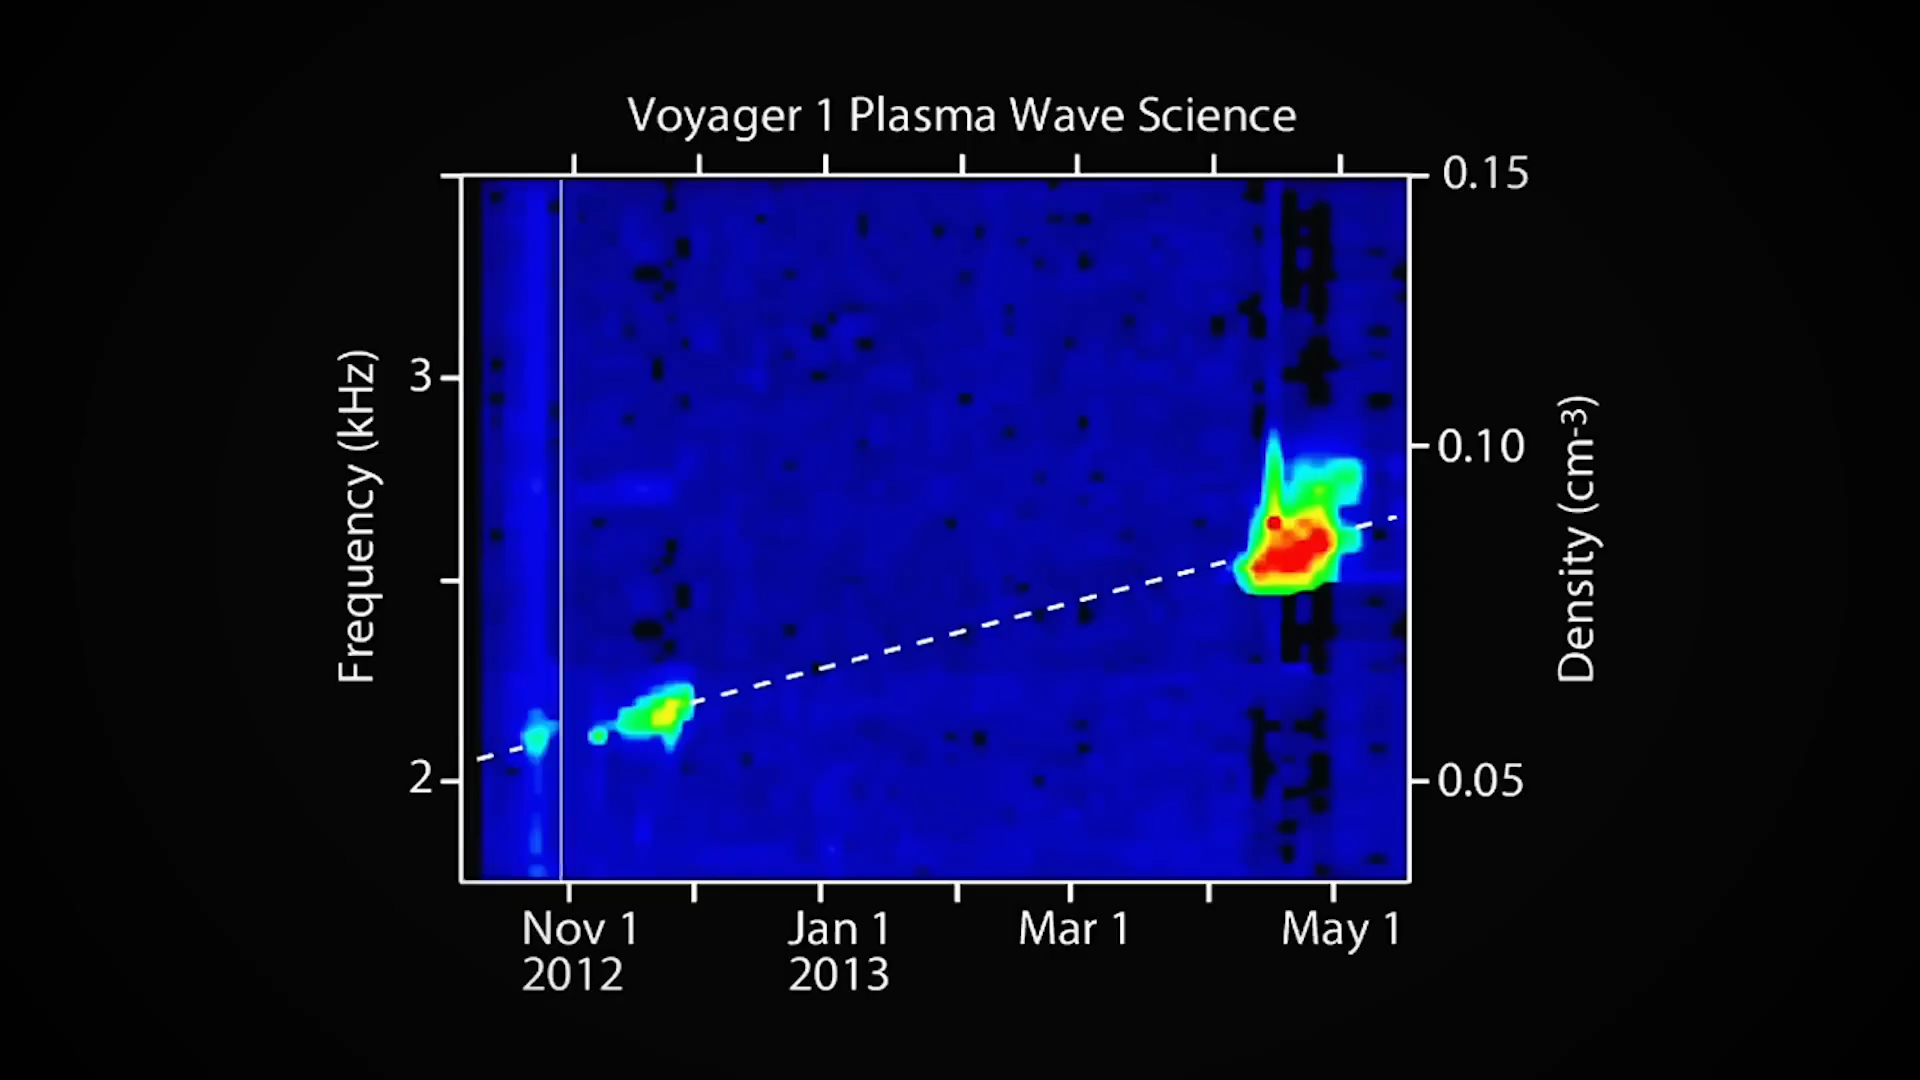 Voyager 1 Plasma Wave Science
0.15
3
0.10
Frequency (kHz)
Density (cm-3)
2
0.05
Nov 1
2012
Jan 1
2013
Mar 1
May 1